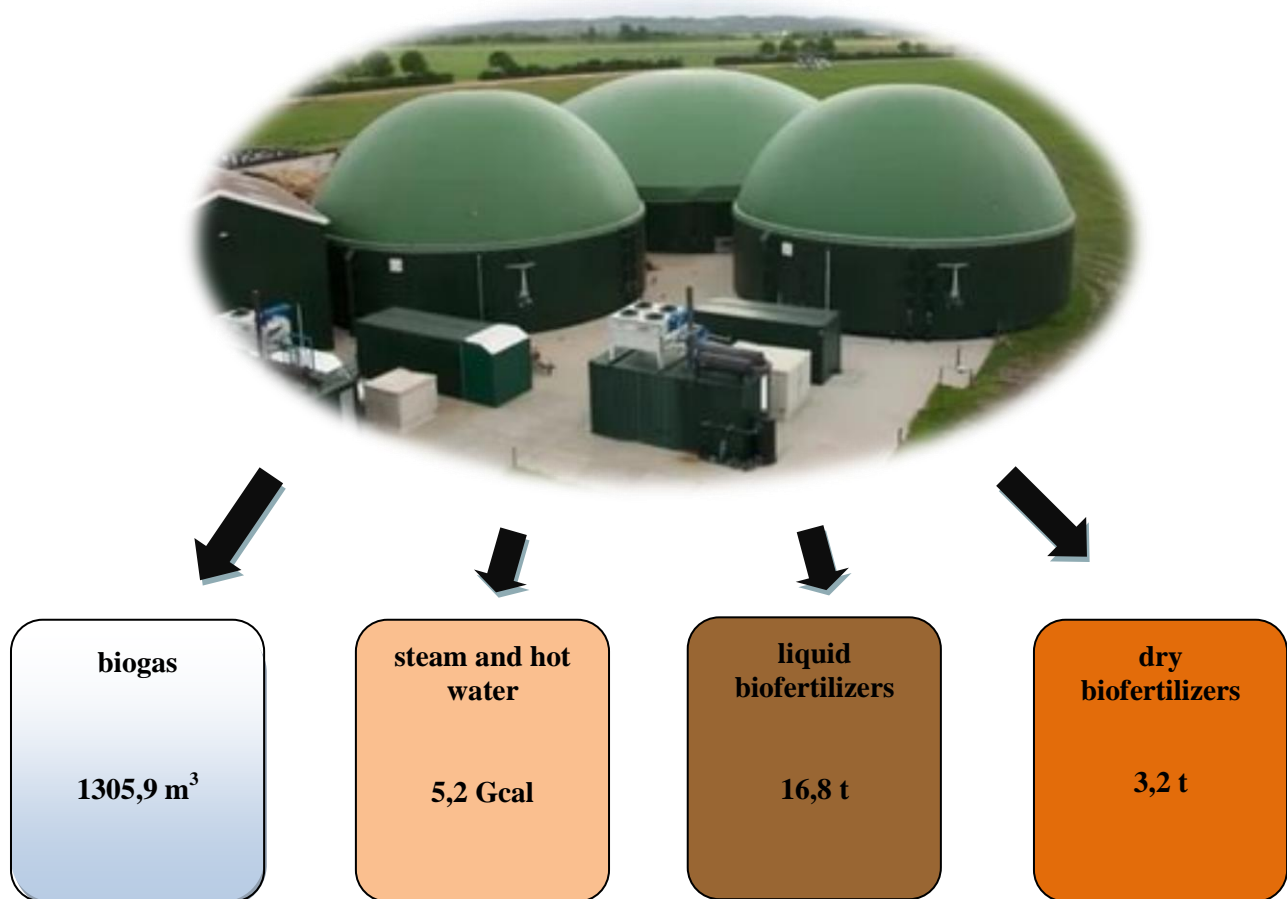 biogas
1305,9 m³
steam and hot
water
5,2 Gcal
liquid
biofertilizers
16,8 t
dry
biofertilizers
3,2 t